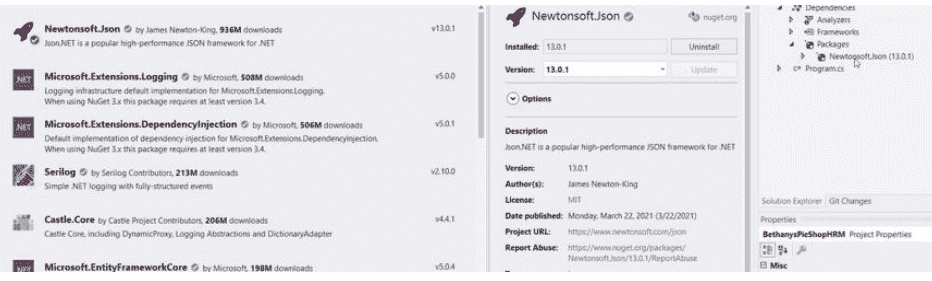 Newtonsoft.Json by James Newton-King, 936M downloads v13.0.1
Json.NET is a popular high-performance JSON framework for .NET
.NET
Microsoft.Extensions.Logging by Microsoft, 508M downloads v5.0.0
Logging infrastructure default implementation for Microsoft.Extensions.Logging.
When using NuGet 3.x this package requires at least version 3.4.
.NET
Microsoft.Extensions.DependencyInjection by Microsoft, 506M downloads v5.0.1
Default implementation of dependency injection for Microsoft.Extensions.DependencyInjection.
When using NuGet 3.x this package requires at least version 3.4.
Serilog by Serilog Contributors, 213M downloads v2.10.0
Simple .NET logging with fully-structured events
Castle.Core by Castle Project Contributors, 206M downloads v4.4.1
Castle Core, including DynamicProxy, Logging Abstractions and DictionaryAdapter
Microsoft.EntityFrameworkCore by Microsoft, 198M downloads v5.0.4
Newtonsoft.Json nuget.org
Installed: 13.0.1 Uninstall
Version: 13.0.1 Update
Options
Description
Json.NET is a popular high-performance JSON framework for .NET
Version: 13.0.1
Author(s): James Newton-King
License: MIT
Date published: Monday, March 22, 2021 (3/22/2021)
Project URL: https://www.newtonsoft.com/json
Report Abuse: https://www.nuget.org/packages/
Newtonsoft.Json/13.0.1/ReportAbuse
Dependencies
Analyzers
Frameworks
Packages
Newtonsoft.Json (13.0.1)
C# Program.cs
Solution Explorer Git Changes
Properties
BethanysPieShopHRM Project Properties
Misc